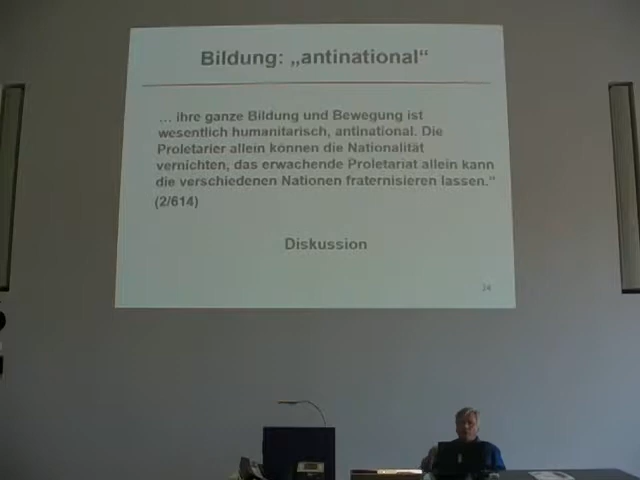 Bildung: „antinational“
… ihre ganze Bildung und Bewegung ist
wesentlich humanitarisch, antinational. Die
Proletarier allein können die Nationalität
vernichten, das erwachende Proletariat allein kann
die verschiedenen Nationen fraternisieren lassen.“
(2/614)
Diskussion
24